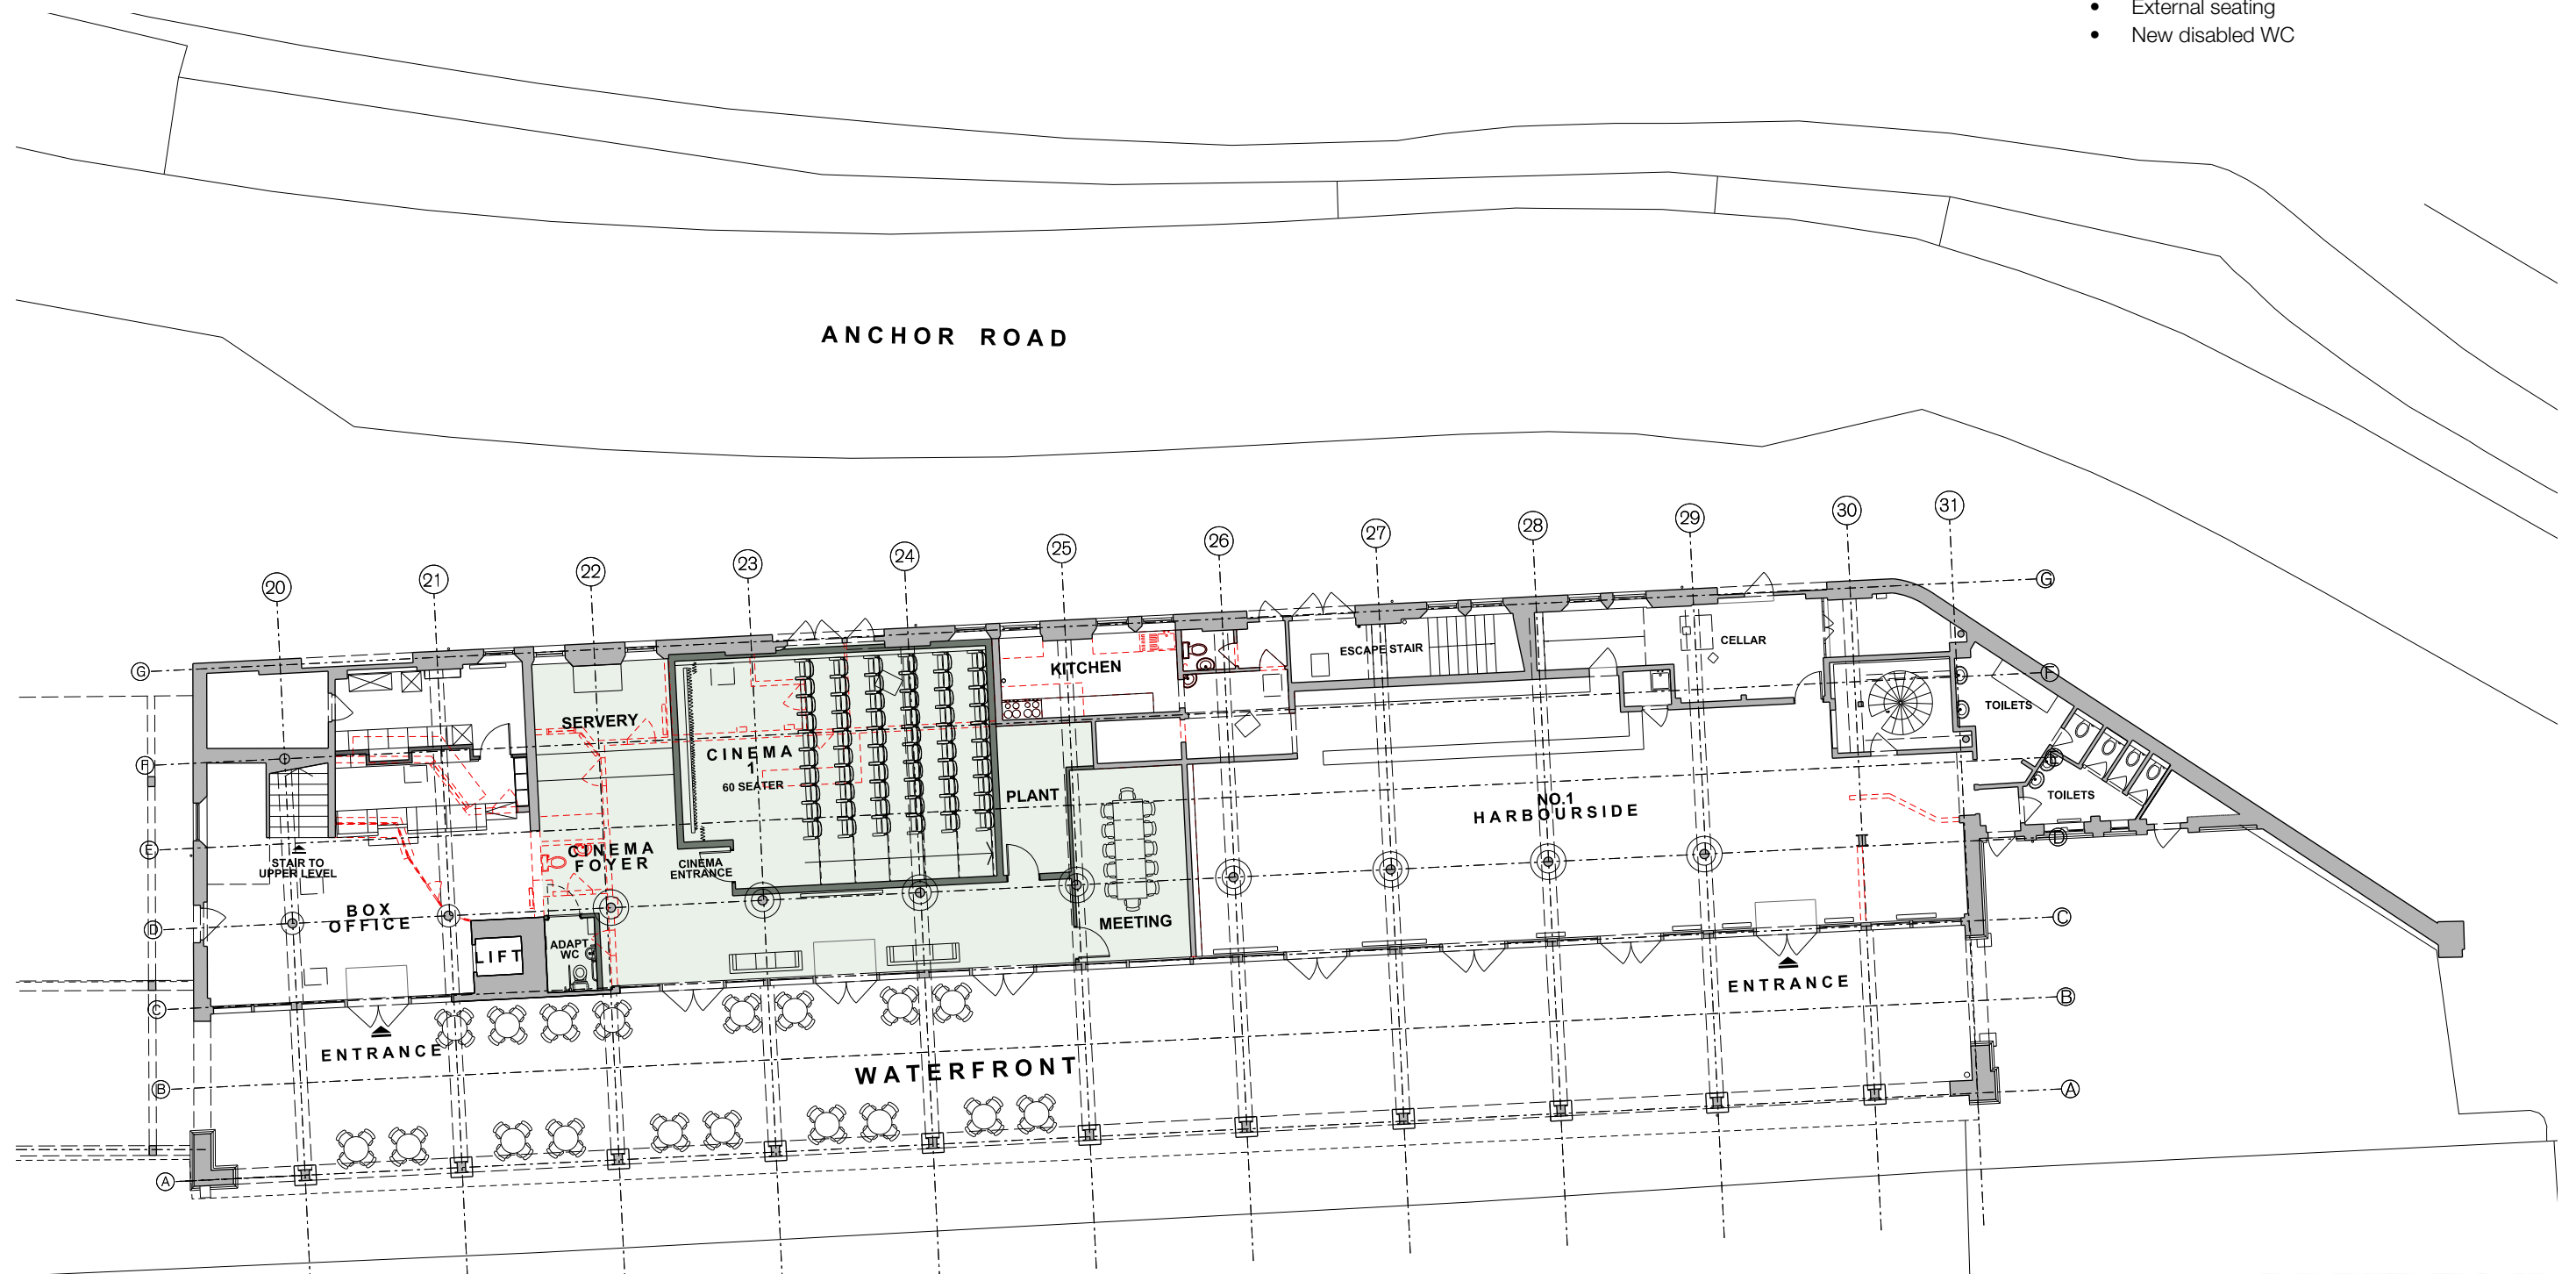 • External seating
• New disabled WC
ANCHOR ROAD
20
21
22
23
24
25
26
27
28
29
30
31
G
G
F
F
E
E
D
D
C
C
B
B
A
A
SERVERY
CINEMA
1
60 SEATER
KITCHEN
ESCAPE STAIR
CELLAR
TOILETS
TOILETS
PLANT
NO.1
HARBOURSIDE
CINEMA
FOYER
CINEMA
ENTRANCE
STAIR TO
UPPER LEVEL
BOX
OFFICE
LIFT
ADAPT
WC
MEETING
ENTRANCE
ENTRANCE
WATERFRONT